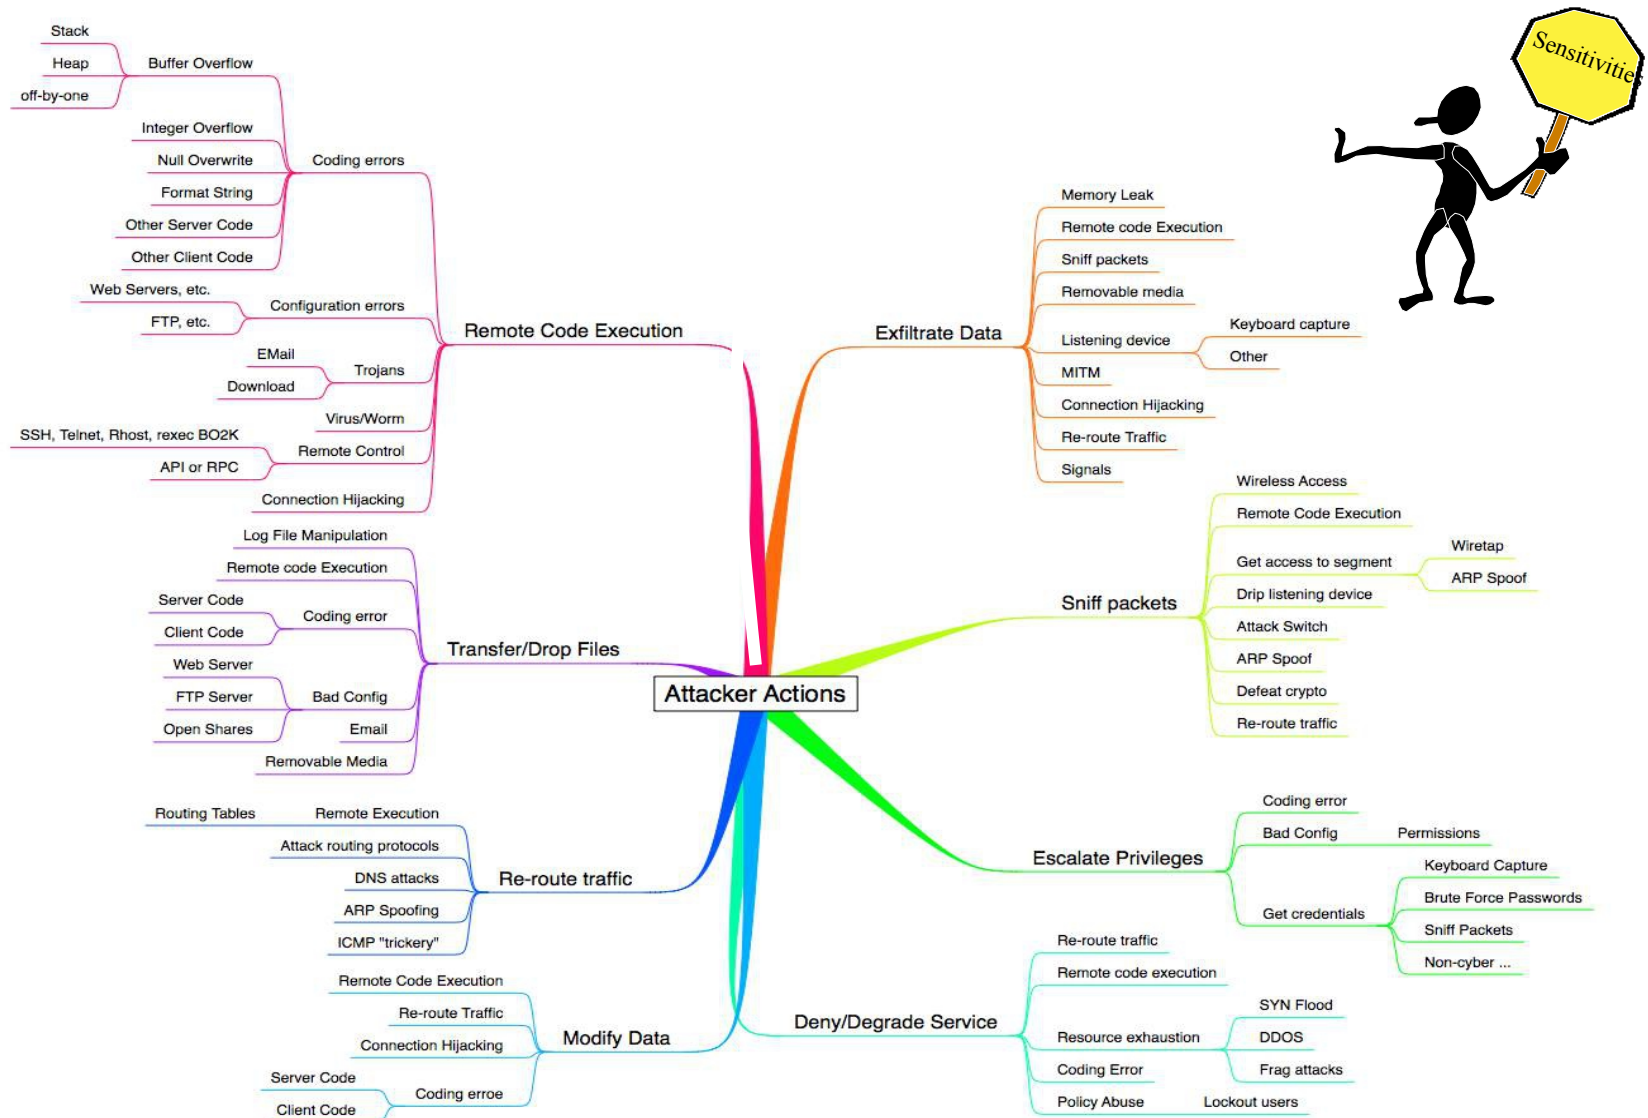 Sensitivitie
Attacker Actions
Remote Code Execution
Coding errors
Buffer Overflow
Stack
Heap
off-by-one
Integer Overflow
Null Overwrite
Format String
Other Server Code
Other Client Code
Configuration errors
Web Servers, etc.
FTP, etc.
Trojans
EMail
Download
Virus/Worm
Remote Control
SSH, Telnet, Rhost, rexec BO2K
API or RPC
Connection Hijacking
Transfer/Drop Files
Log File Manipulation
Remote code Execution
Coding error
Server Code
Client Code
Bad Config
Web Server
FTP Server
Open Shares
Email
Removable Media
Re-route traffic
Remote Execution
Routing Tables
Attack routing protocols
DNS attacks
ARP Spoofing
ICMP "trickery"
Modify Data
Remote Code Execution
Re-route Traffic
Connection Hijacking
Coding erroe
Server Code
Client Code
Exfiltrate Data
Memory Leak
Remote code Execution
Sniff packets
Removable media
Listening device
Keyboard capture
Other
MITM
Connection Hijacking
Re-route Traffic
Signals
Sniff packets
Wireless Access
Remote Code Execution
Get access to segment
Wiretap
ARP Spoof
Drip listening device
Attack Switch
ARP Spoof
Defeat crypto
Re-route traffic
Escalate Privileges
Coding error
Bad Config
Permissions
Get credentials
Keyboard Capture
Brute Force Passwords
Sniff Packets
Non-cyber ...
Deny/Degrade Service
Re-route traffic
Remote code execution
Resource exhaustion
SYN Flood
DDOS
Frag attacks
Coding Error
Policy Abuse
Lockout users